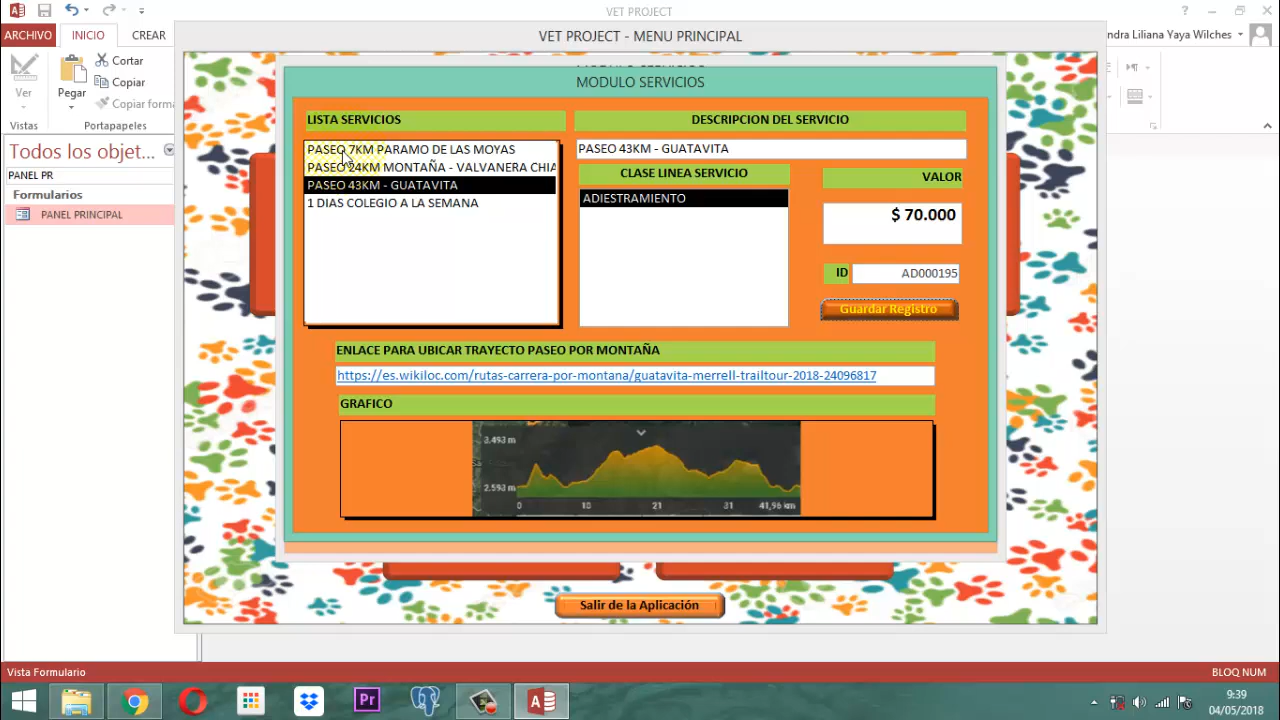 VET PROJECT
ARCHIVO INICIO CREAR
VET PROJECT - MENU PRINCIPAL
ndra Liliana Yaya Wilches
Ver
Pegar
Cortar
Copiar
Copiar forma
Vistas
Portapapeles
MODULO SERVICIOS
Todos los objet...
PANEL PR
Formularios
PANEL PRINCIPAL
LISTA SERVICIOS
PASEO 7KM PARAMO DE LAS MOYAS
PASEO 24KM MONTAÑA - VALVANERA CHIA
PASEO 43KM - GUATAVITA
1 DIAS COLEGIO A LA SEMANA
DESCRIPCION DEL SERVICIO
PASEO 43KM - GUATAVITA
CLASE LINEA SERVICIO
ADIESTRAMIENTO
VALOR
$ 70.000
ID AD000195
Guardar Registro
ENLACE PARA UBICAR TRAYECTO PASEO POR MONTAÑA
https://es.wikiloc.com/rutas-carrera-por-montana/guatavita-merrell-trailtour-2018-24096817
GRAFICO
3.493 m
2.593 m
0 10 21 31 41,96 km
Salir de la Aplicación
Vista Formulario
BLOQ NUM
Pr
9:39
04/05/2018